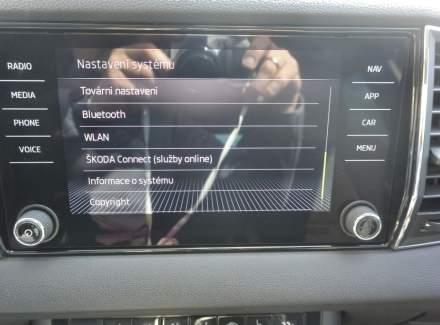 Nastavení systému
RADIO
MEDIA
PHONE
VOICE
Tovární nastavení
Bluetooth
WLAN
ŠKODA Connect (služby online)
Informace o systému
Copyright
NAV
APP
CAR
MENU